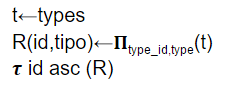 t←types
R(id,tipo)←𝚷type_id,type(t)
𝝉 id asc (R)